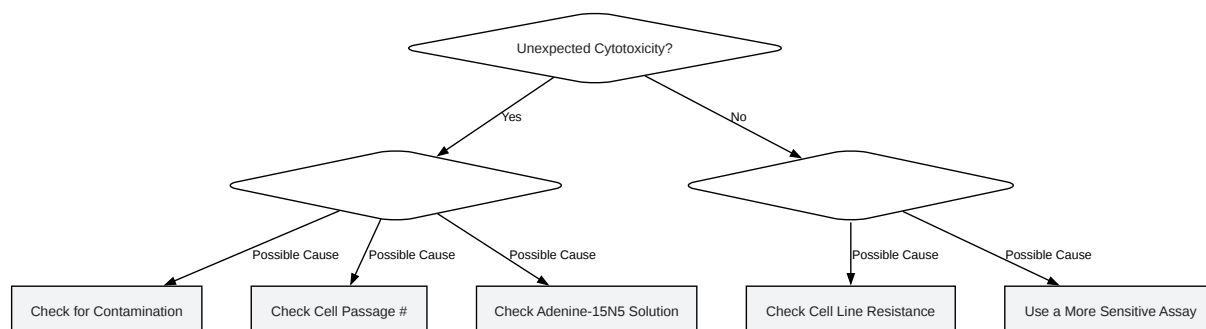 Unexpected Cytotoxicity?
Yes
No
Possible Cause
Possible Cause
Possible Cause
Possible Cause
Possible Cause
Check for Contamination
Check Cell Passage #
Check Adenine-15N5 Solution
Check Cell Line Resistance
Use a More Sensitive Assay